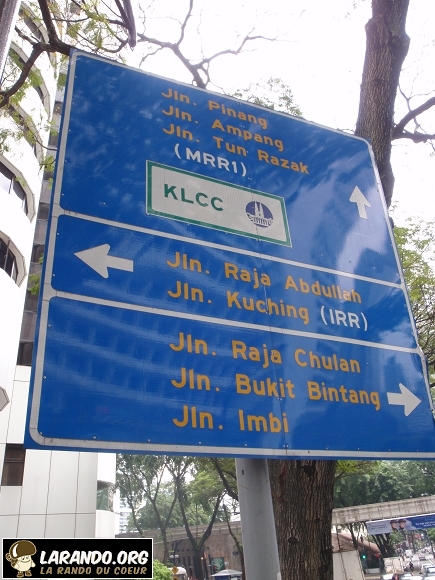 Jln. Pinang
Jln. Ampang
Jln. Tun Razak
(MRR1)
KLCC
Jln. Raja Abdullah
Jln. Kuching (IRR)
Jln. Raja Chulan
Jln. Bukit Bintang
Jln. Imbi
LARANDO.ORG
LA RANDO DU COEUR